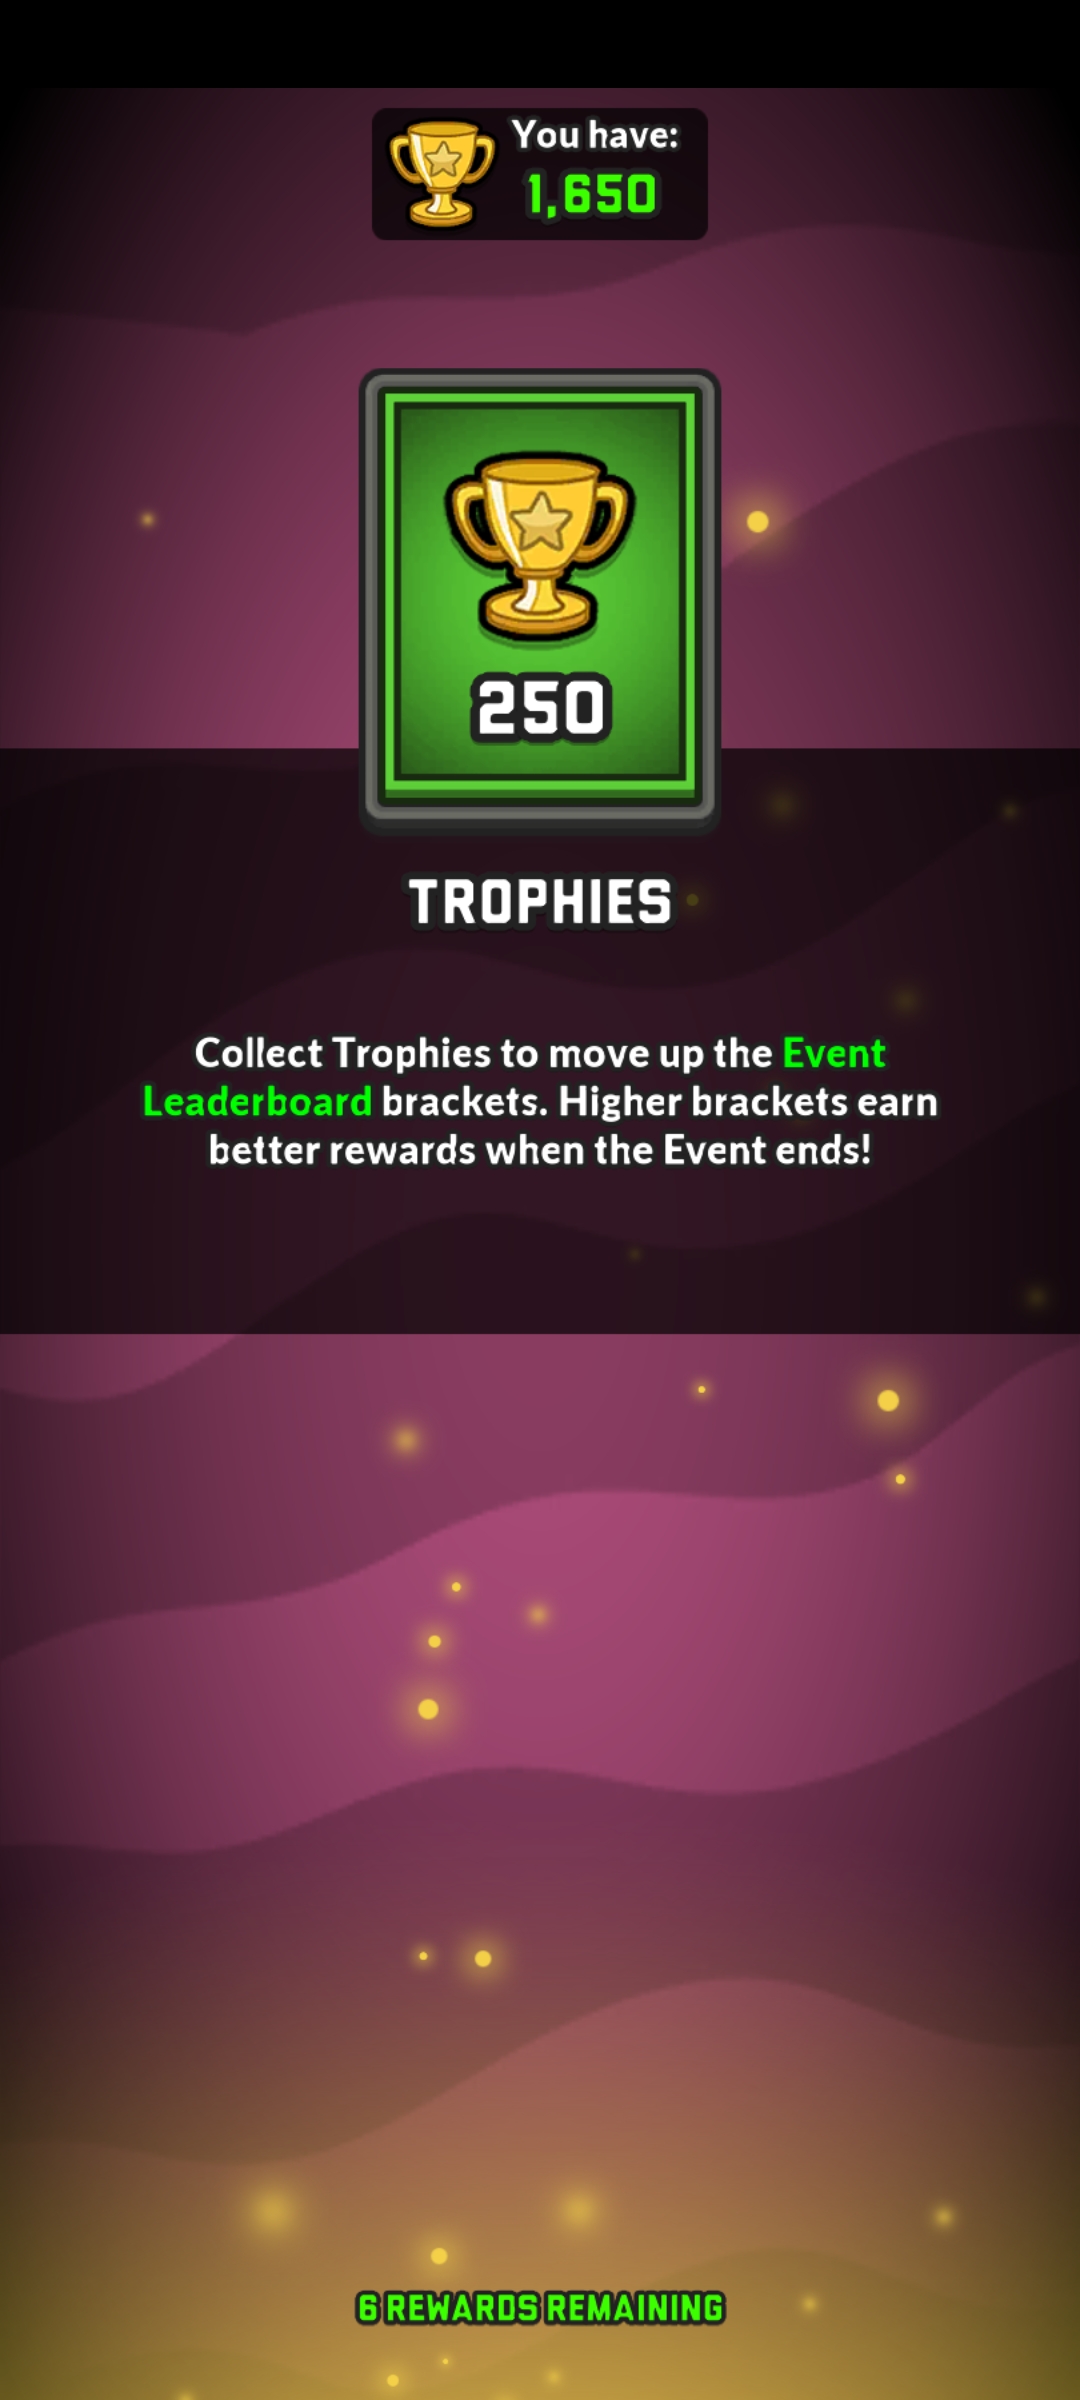 You have:
1,650
250
TROPHIES
Collect Trophies to move up the Event
Leaderboard brackets. Higher brackets earn
better rewards when the Event ends!
6 REWARDS REMAINING